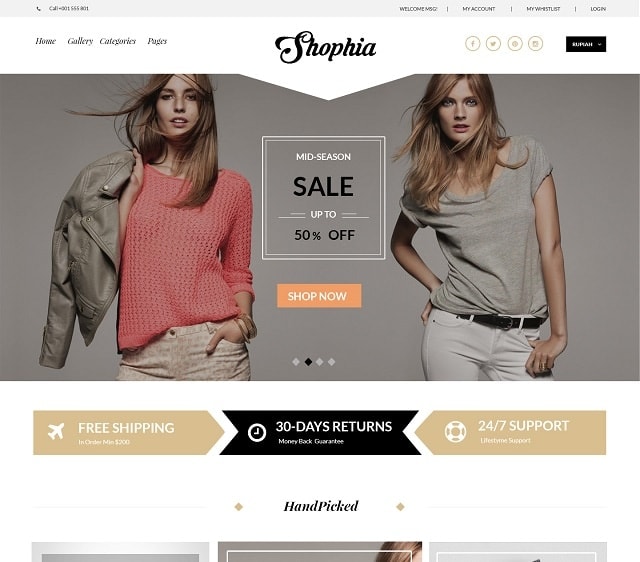 Call +001 555 801
WELCOME MSG! | MY ACCOUNT | MY WHISTLIST | LOGIN
Home Gallery Categories Pages
Shophia
RUPIAH
MID-SEASON
SALE
UP TO
50 % OFF
SHOP NOW
FREE SHIPPING
In Order Min $200
30-DAYS RETURNS
Money Back Guarantee
24/7 SUPPORT
Lifestyme Support
HandPicked